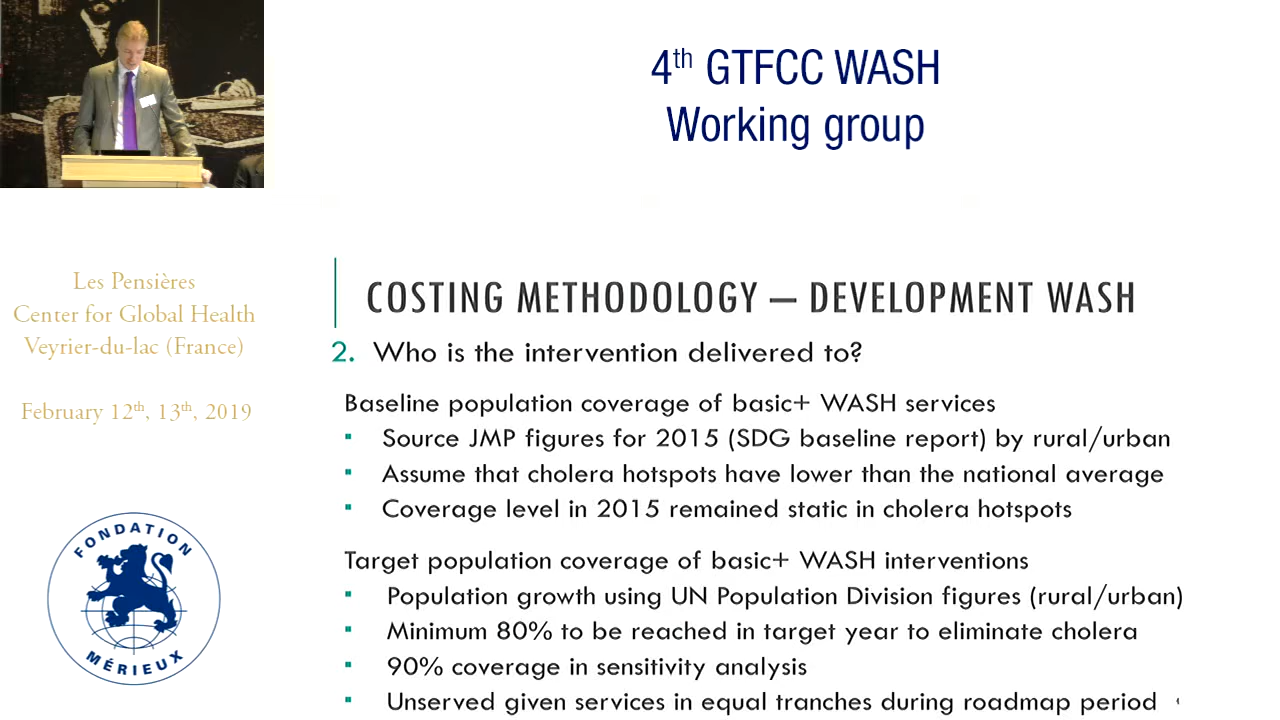 4th GTFCC WASH
Working group
Les Pensières
Center for Global Health
Veyrier-du-lac (France)
February 12th, 13th, 2019
FONDATION
MÉRIEUX
COSTING METHODOLOGY – DEVELOPMENT WASH
2. Who is the intervention delivered to?
Baseline population coverage of basic+ WASH services
▪ Source JMP figures for 2015 (SDG baseline report) by rural/urban
▪ Assume that cholera hotspots have lower than the national average
▪ Coverage level in 2015 remained static in cholera hotspots
Target population coverage of basic+ WASH interventions
▪ Population growth using UN Population Division figures (rural/urban)
▪ Minimum 80% to be reached in target year to eliminate cholera
▪ 90% coverage in sensitivity analysis
▪ Unserved given services in equal tranches during roadmap period